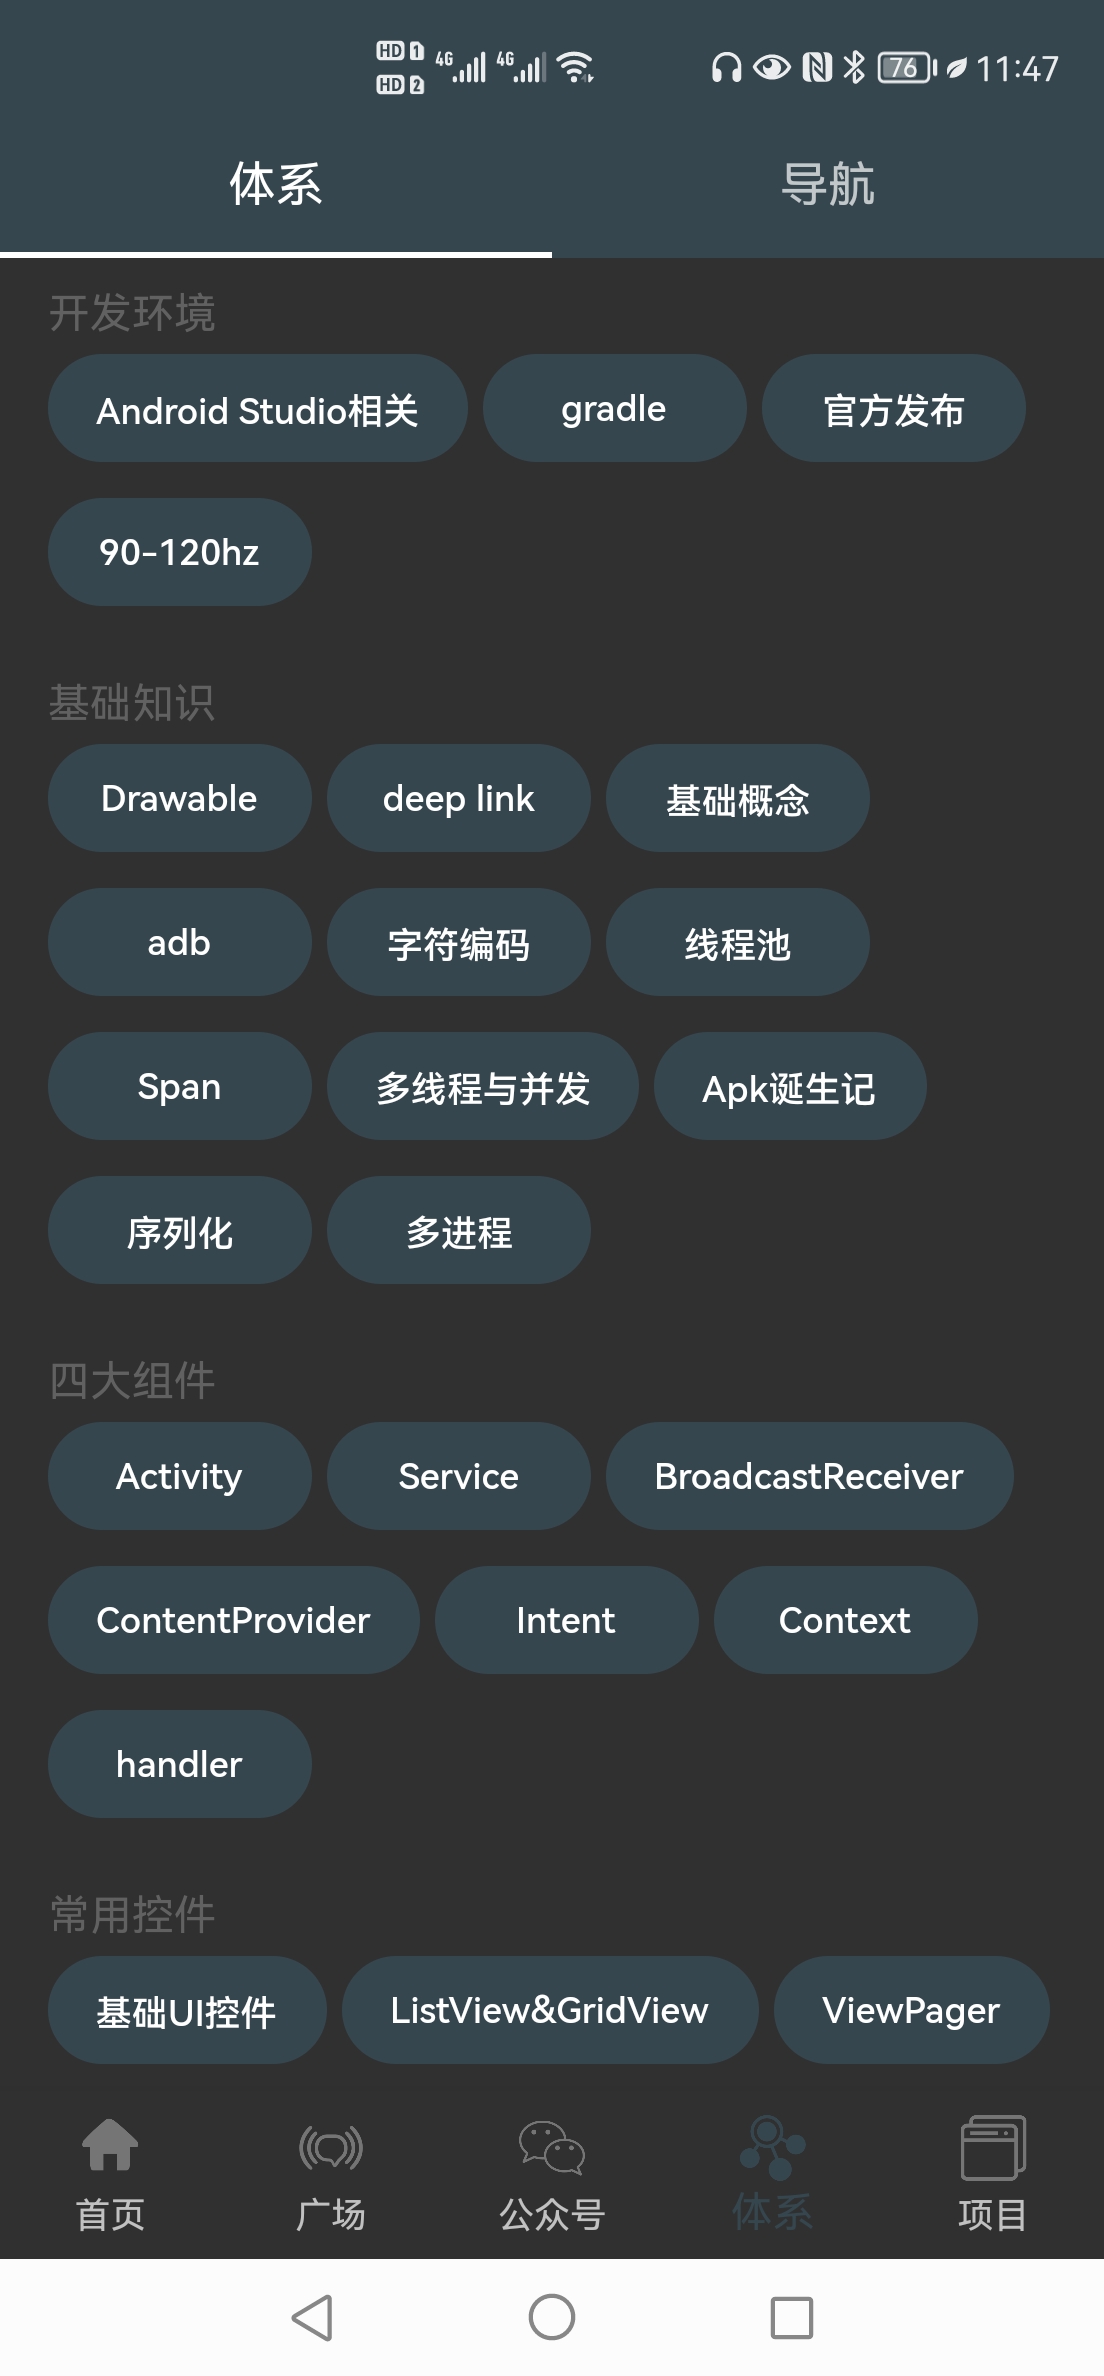 HD 1 4G 4G 76 11:47
HD 2
体系 导航
开发环境
Android Studio相关 gradle 官方发布
90-120hz
基础知识
Drawable deep link 基础概念
adb 字符编码 线程池
Span 多线程与并发 Apk诞生记
序列化 多进程
四大组件
Activity Service BroadcastReceiver
ContentProvider Intent Context
handler
常用控件
基础UI控件 ListView&GridView ViewPager
首页 广场 公众号 体系 项目